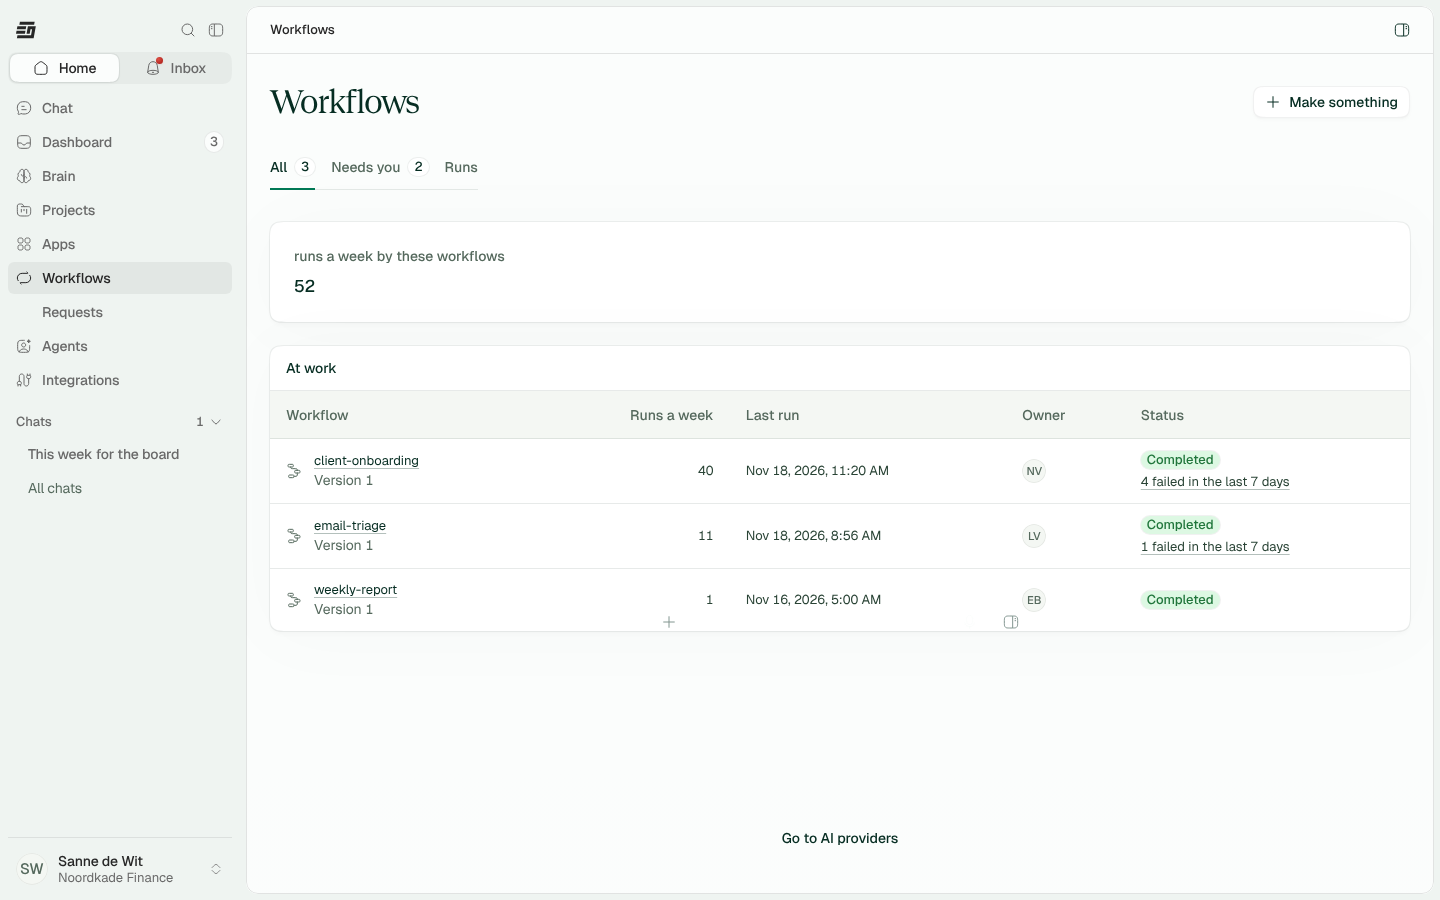 Home
Inbox
Chat
Dashboard 3
Brain
Projects
Apps
Workflows
Requests
Agents
Integrations
Chats 1
This week for the board
All chats
SW
Sanne de Wit
Noordkade Finance
Workflows
Workflows
Make something
All 3 Needs you 2 Runs
runs a week by these workflows
52
At work
Workflow Runs a week Last run Owner Status
client-onboarding
Version 1
40 Nov 18, 2026, 11:20 AM NV
Completed
4 failed in the last 7 days
email-triage
Version 1
11 Nov 18, 2026, 8:56 AM LV
Completed
1 failed in the last 7 days
weekly-report
Version 1
1 Nov 16, 2026, 5:00 AM EB
Completed
Go to AI providers